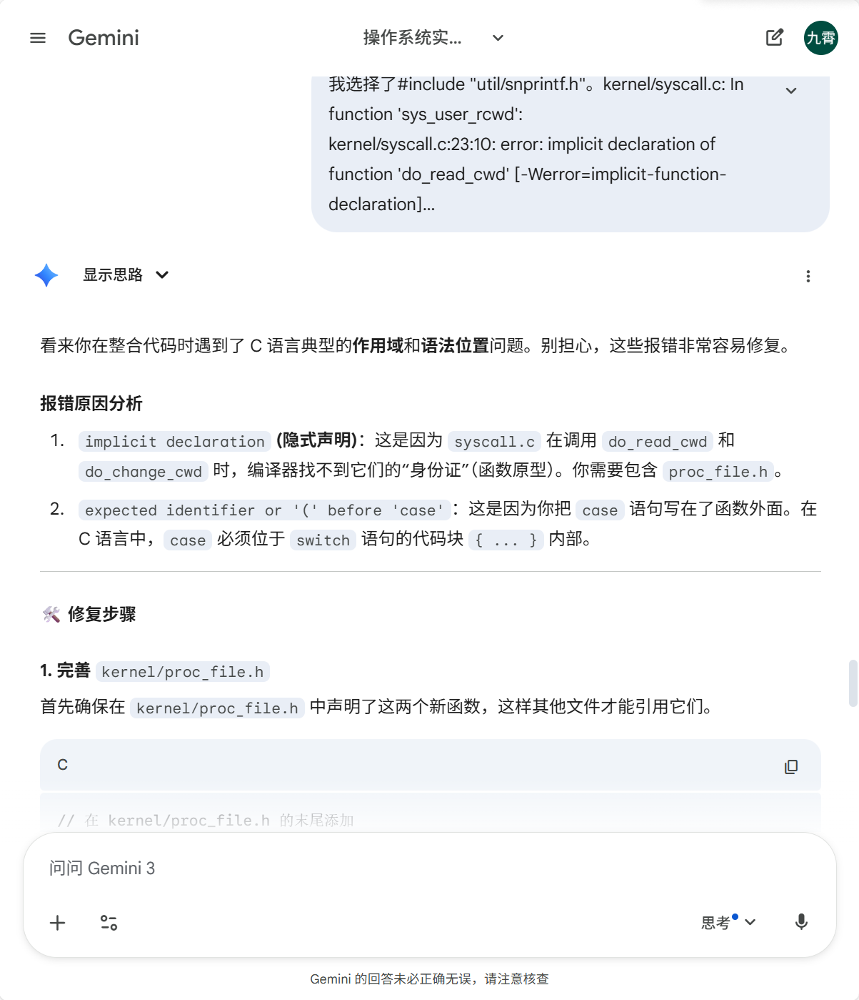 Gemini
操作系统实...
九霄
我选择了#include "util/snprintf.h"。kernel/syscall.c: In
function 'sys_user_rcwd':
kernel/syscall.c:23:10: error: implicit declaration of
function 'do_read_cwd' [-Werror=implicit-function-
declaration]...
显示思路
看来你在整合代码时遇到了 C 语言典型的作用域和语法位置问题。别担心，这些报错非常容易修复。
报错原因分析
1. implicit declaration (隐式声明)：这是因为 syscall.c 在调用 do_read_cwd 和
do_change_cwd 时，编译器找不到它们的“身份证”（函数原型）。你需要包含 proc_file.h 。
2. expected identifier or '(' before 'case' ：这是因为你把 case 语句写在了函数外面。在
C 语言中，case 必须位于 switch 语句的代码块 { ... } 内部。
🛠️ 修复步骤
1. 完善 kernel/proc_file.h
首先确保在 kernel/proc_file.h 中声明了这两个新函数，这样其他文件才能引用它们。
C
// 在 kernel/proc_file.h 的末尾添加
问问 Gemini 3
思考
Gemini 的回答未必正确无误，请注意核查